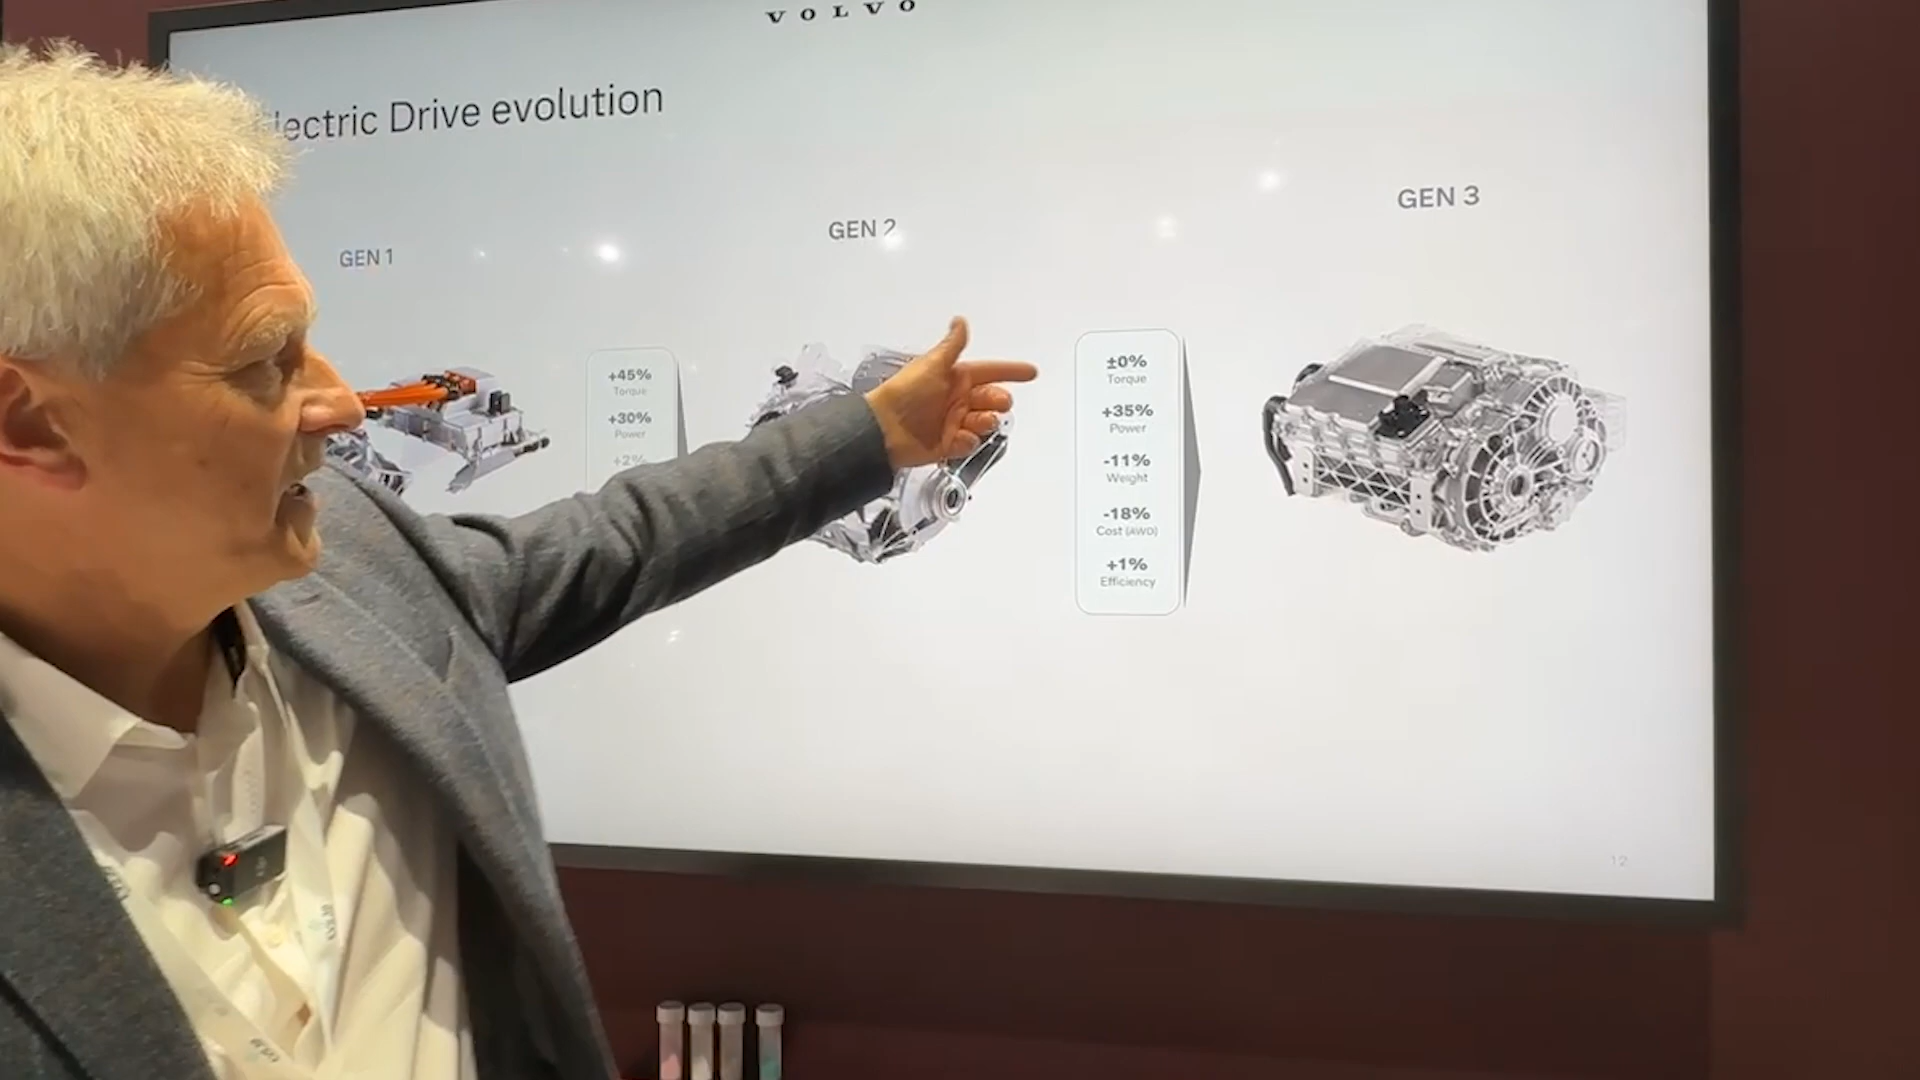 VOLVO
lectric Drive evolution
GEN 1
GEN 2
GEN 3
+45%
Torque
+30%
Power
+2%
±0%
Torque
+35%
Power
-11%
Weight
-18%
Cost (AWD)
+1%
Efficiency
12